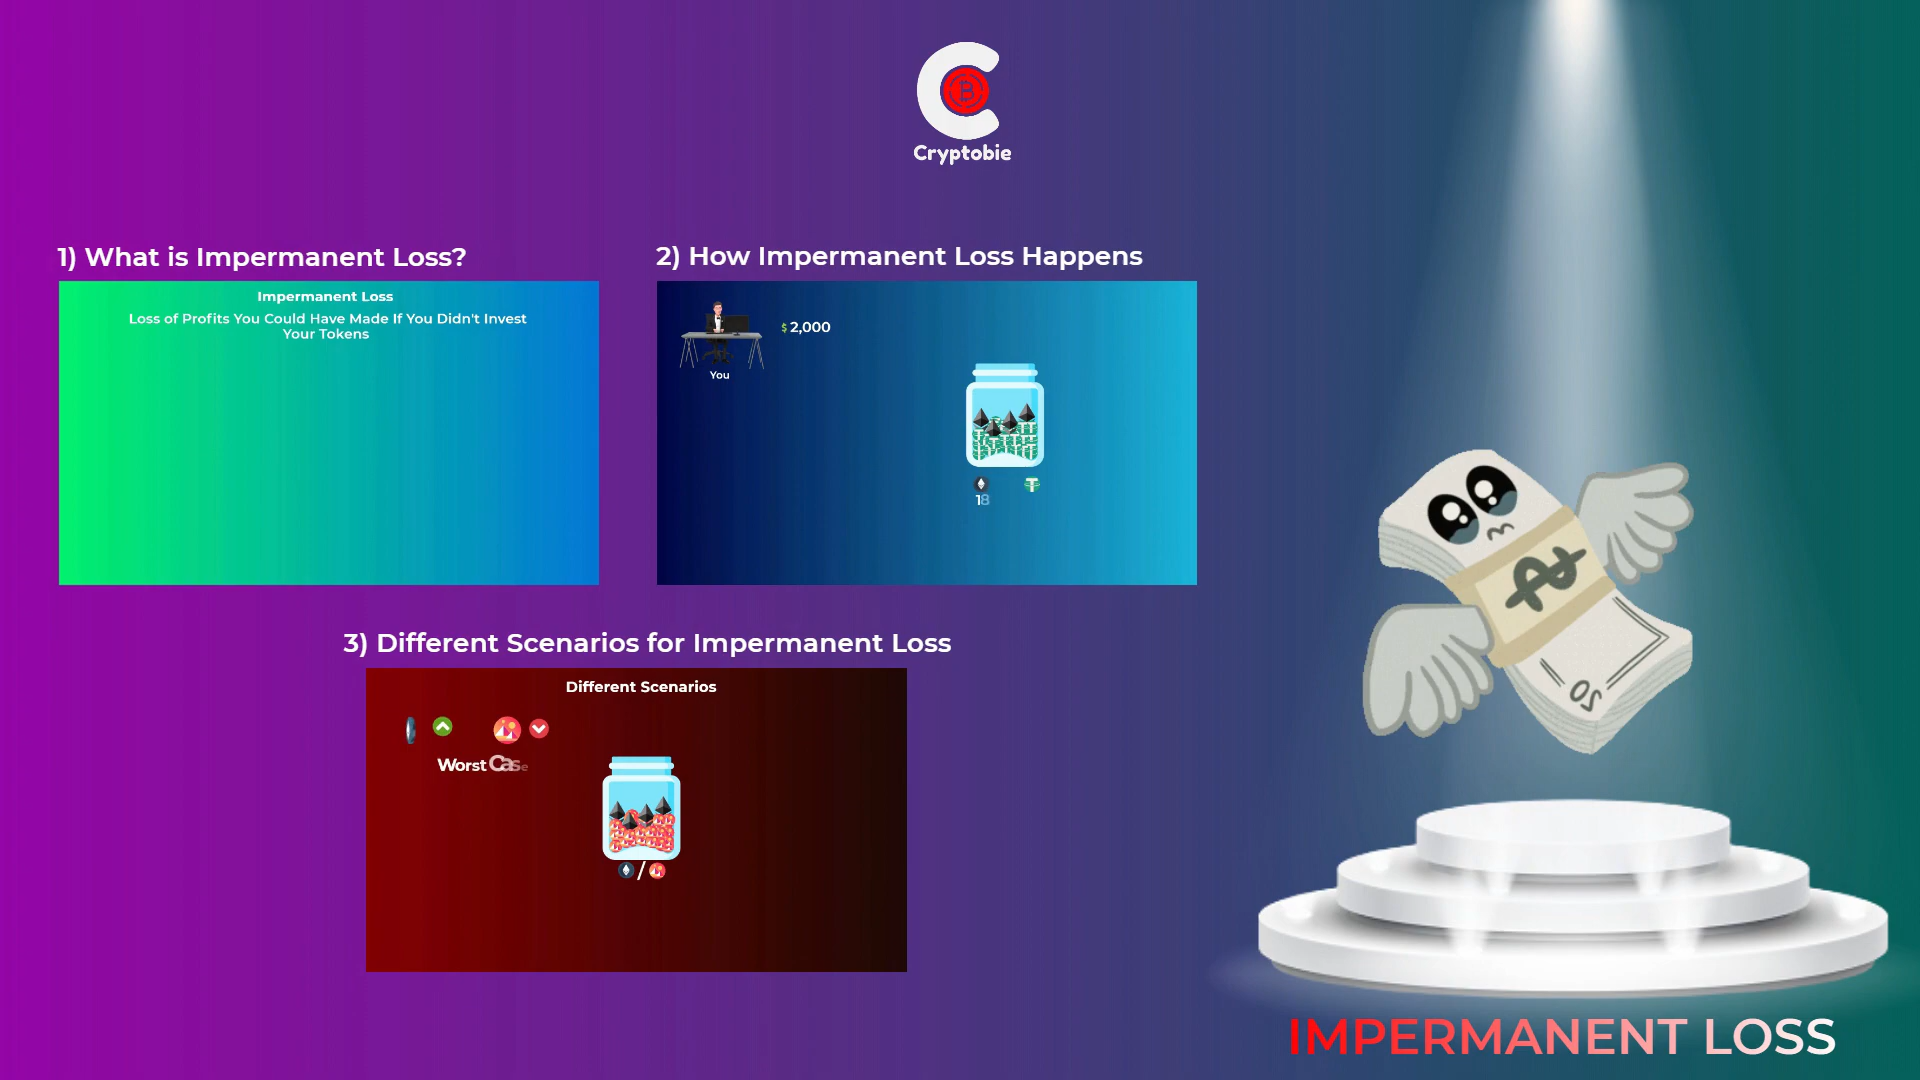 Cryptobie
1) What is Impermanent Loss?
Impermanent Loss
Loss of Profits You Could Have Made If You Didn't Invest
Your Tokens
2) How Impermanent Loss Happens
$ 2,000
You
18
3) Different Scenarios for Impermanent Loss
Different Scenarios
Worst Case
/
20
IMPERMANENT LOSS